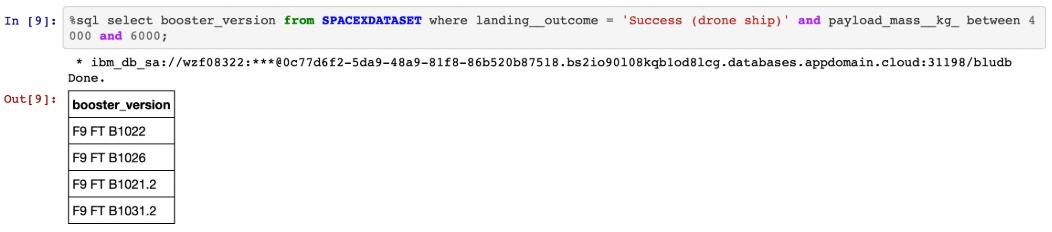 In [9]: %sql select booster_version from SPACEXDATASET where landing__outcome = 'Success (drone ship)' and payload_mass__kg_ between 4
000 and 6000;
* ibm_db_sa://wzf08322:***@0c77d6f2-5da9-48a9-81f8-86b520b87518.bs2io90l08kqb1od8lcg.databases.appdomain.cloud:31198/bludb
Done.
Out[9]:
booster_version
F9 FT B1022
F9 FT B1026
F9 FT B1021.2
F9 FT B1031.2